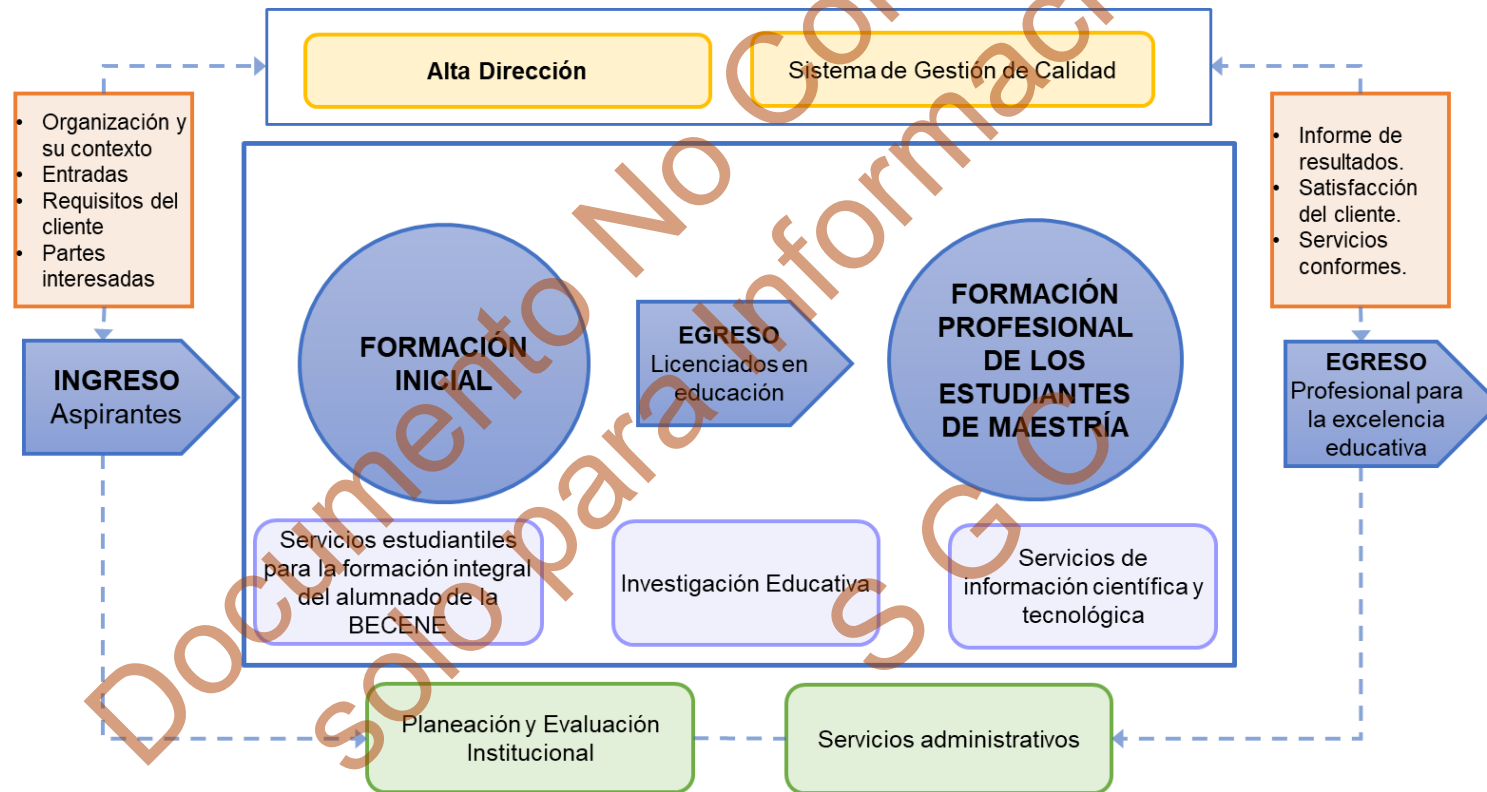 Alta Dirección
Sistema de Gestión de Calidad
• Organización y
su contexto
• Entradas
• Requisitos del
cliente
• Partes
interesadas
• Informe de
resultados.
• Satisfacción
del cliente.
• Servicios
conformes.
INGRESO
Aspirantes
FORMACIÓN
INICIAL
EGRESO
Licenciados en
educación
FORMACIÓN
PROFESIONAL
DE LOS
ESTUDIANTES
DE MAESTRÍA
EGRESO
Profesional para
la excelencia
educativa
Servicios estudiantiles
para la formación integral
del alumnado de la
BECENE
Investigación Educativa
Servicios de
información científica y
tecnológica
Planeación y Evaluación
Institucional
Servicios administrativos
Documento No Co
solo para Informaci
S G C